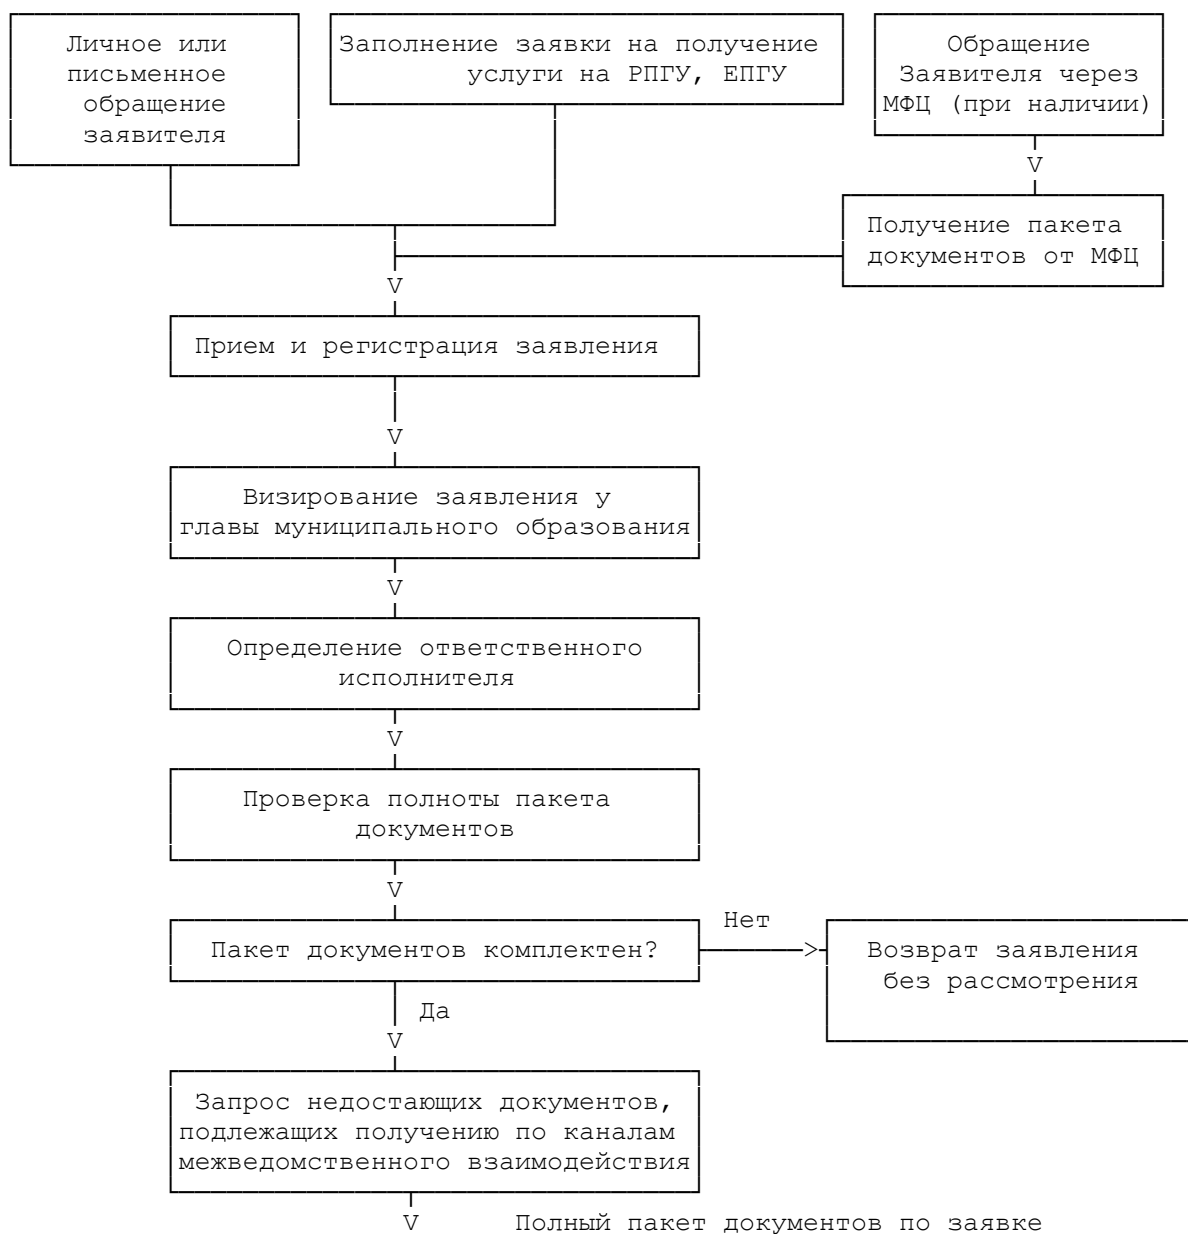 Личное или
письменное
обращение
заявителя
Заполнение заявки на получение
услуги на РПГУ, ЕПГУ
Обращение
Заявителя через
МФЦ (при наличии)
V
Получение пакета
документов от МФЦ
V
Прием и регистрация заявления
V
Визирование заявления у
главы муниципального образования
V
Определение ответственного
исполнителя
V
Проверка полноты пакета
документов
V
Пакет документов комплектен?
Нет
>
Возврат заявления
без рассмотрения
Да
V
Запрос недостающих документов,
подлежащих получению по каналам
межведомственного взаимодействия
V Полный пакет документов по заявке